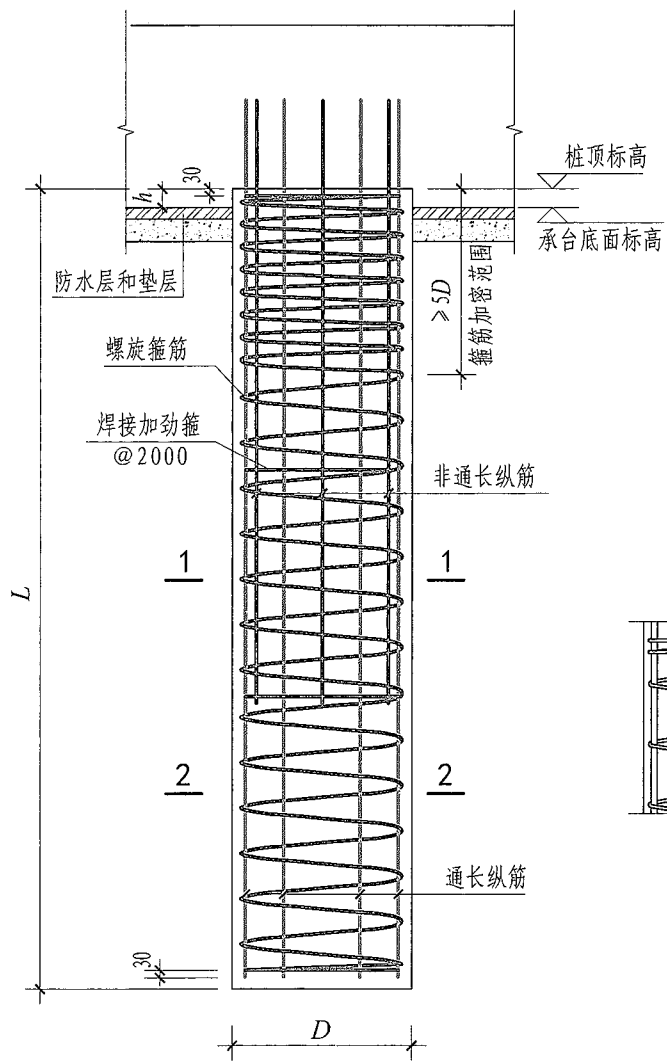 30
h
桩顶标高
承台底面标高
防水层和垫层
≥5D
箍筋加密范围
螺旋箍筋
焊接加劲箍
@2000
非通长纵筋
1
1
L
2
2
通长纵筋
30
D